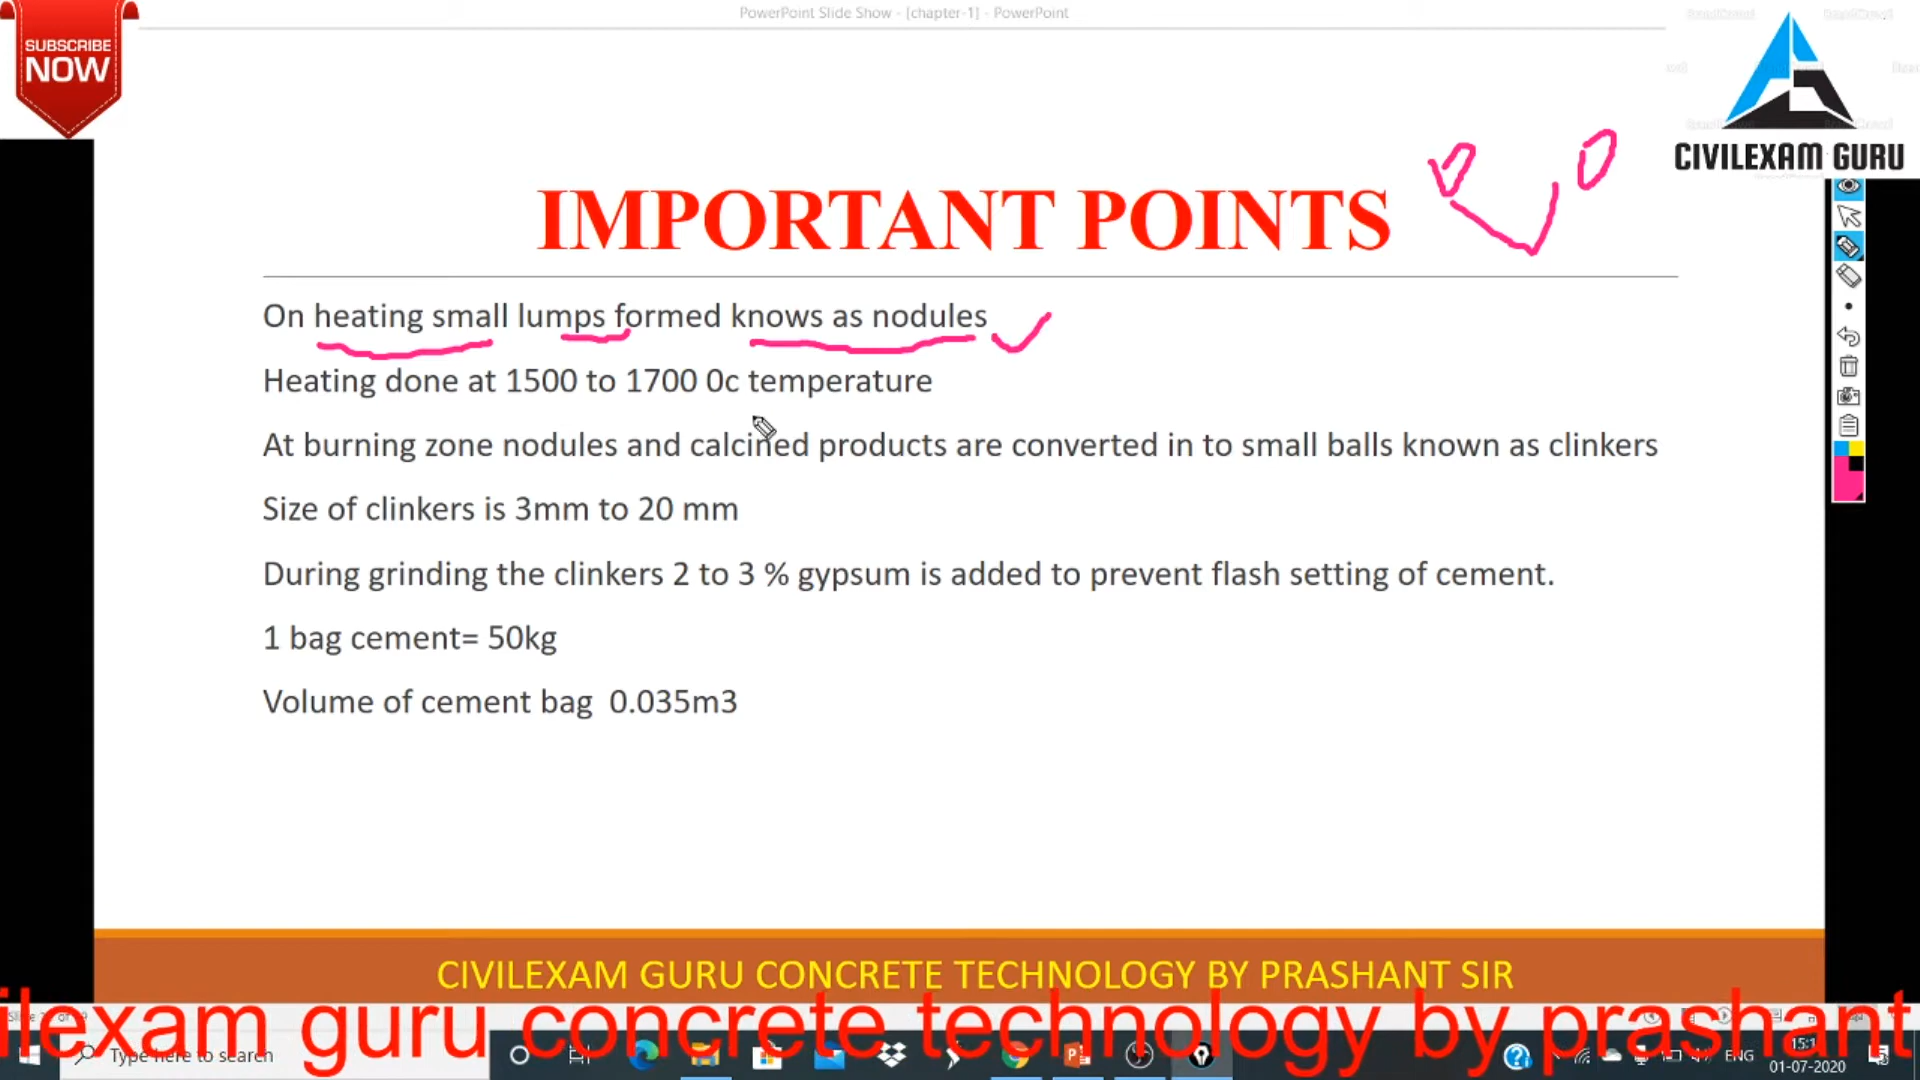 PowerPoint Slide Show - [chapter-1] - PowerPoint
SUBSCRIBE
NOW
CIVILEXAM GURU
IMPORTANT POINTS
On heating small lumps formed knows as nodules
Heating done at 1500 to 1700 0c temperature
At burning zone nodules and calcined products are converted in to small balls known as clinkers
Size of clinkers is 3mm to 20 mm
During grinding the clinkers 2 to 3 % gypsum is added to prevent flash setting of cement.
1 bag cement= 50kg
Volume of cement bag 0.035m3
CIVILEXAM GURU CONCRETE TECHNOLOGY BY PRASHANT SIR
ilexam guru concrete technology by prashant
Type here to search
ENG
01-07-2020